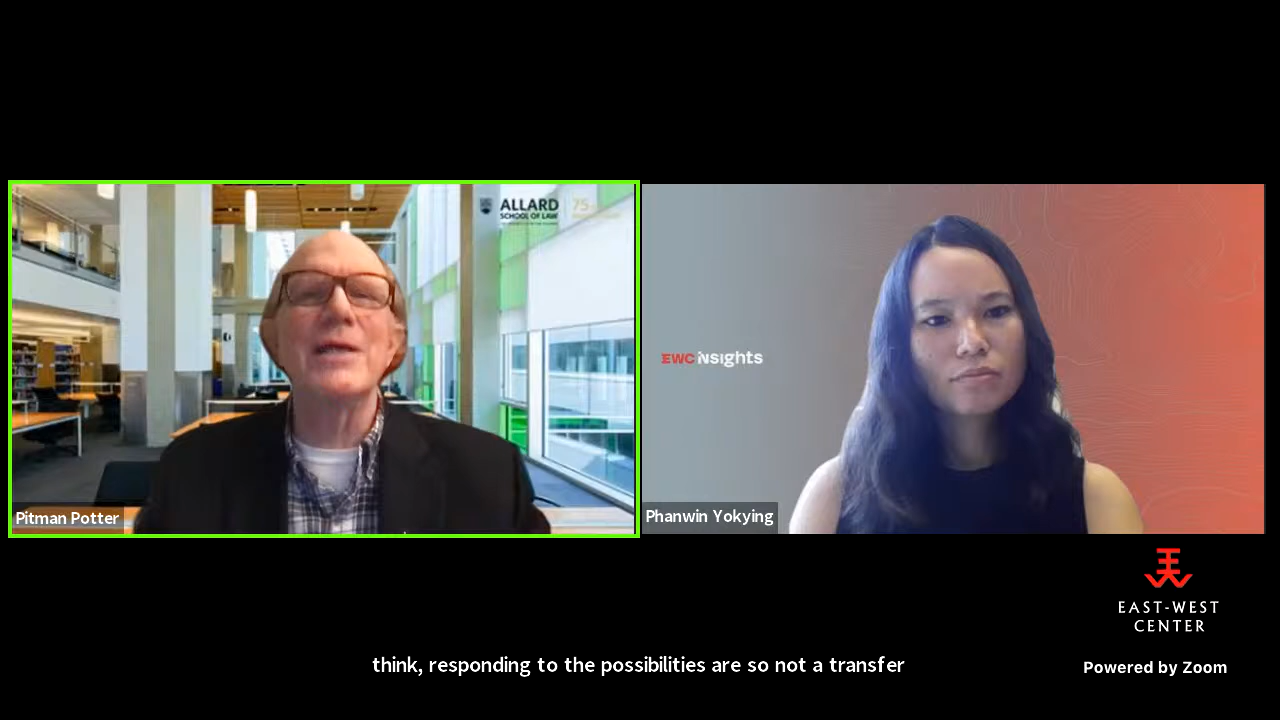 ALLARD
SCHOOL OF LAW
75
EWC insights
Pitman Potter
Phanwin Yokying
EAST-WEST
CENTER
think, responding to the possibilities are so not a transfer
Powered by Zoom